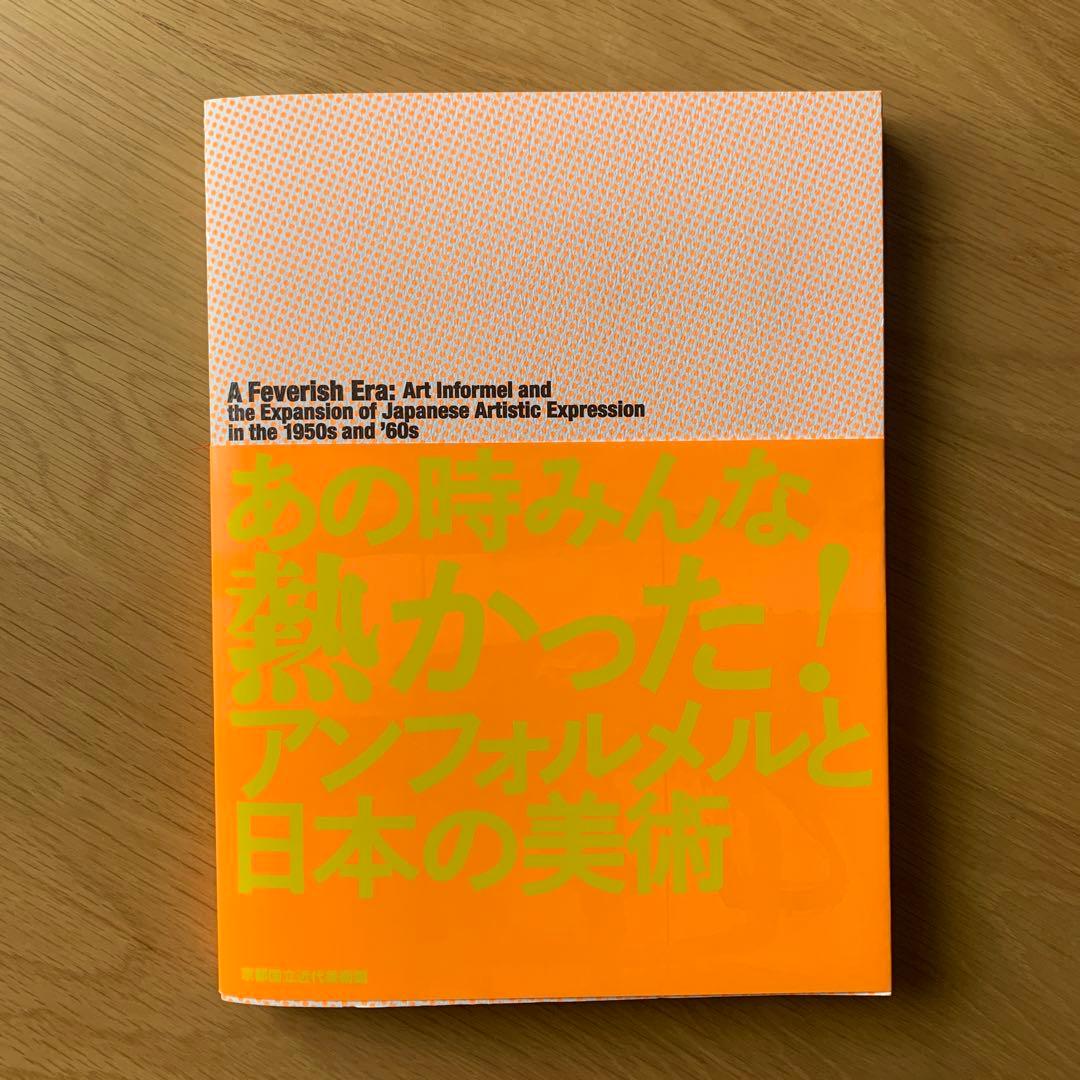 A Feverish Era: Art Informel and
the Expansion of Japanese Artistic Expression
in the 1950s and ’60s
あの時みんな
熱かった！
アンフォルメルと
日本の美術
京都国立近代美術館